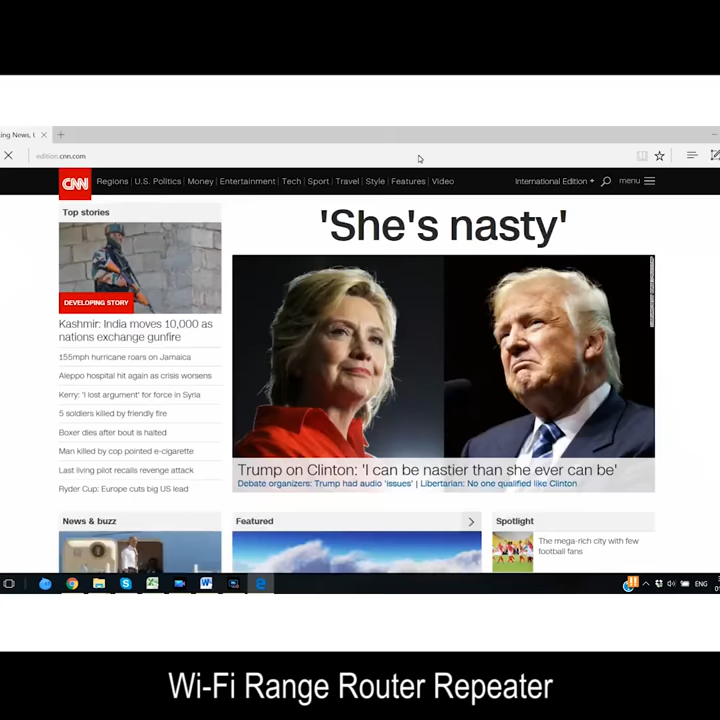 ing News, U
edition.cnn.com
CNN
Regions U.S. Politics Money Entertainment Tech Sport Travel Style Features Video
International Edition +
menu
Top stories
'She's nasty'
DEVELOPING STORY
Kashmir: India moves 10,000 as
nations exchange gunfire
155mph hurricane roars on Jamaica
Aleppo hospital hit again as crisis worsens
Kerry: 'I lost argument' for force in Syria
5 soldiers killed by friendly fire
Boxer dies after bout is halted
Man killed by cop pointed e-cigarette
Last living pilot recalls revenge attack
Ryder Cup: Europe cuts big US lead
Trump on Clinton: 'I can be nastier than she ever can be'
Debate organizers: Trump had audio 'issues' | Libertarian: No one qualified like Clinton
News & buzz
Featured
Spotlight
The mega-rich city with few
football fans
ENG
Wi-Fi Range Router Repeater